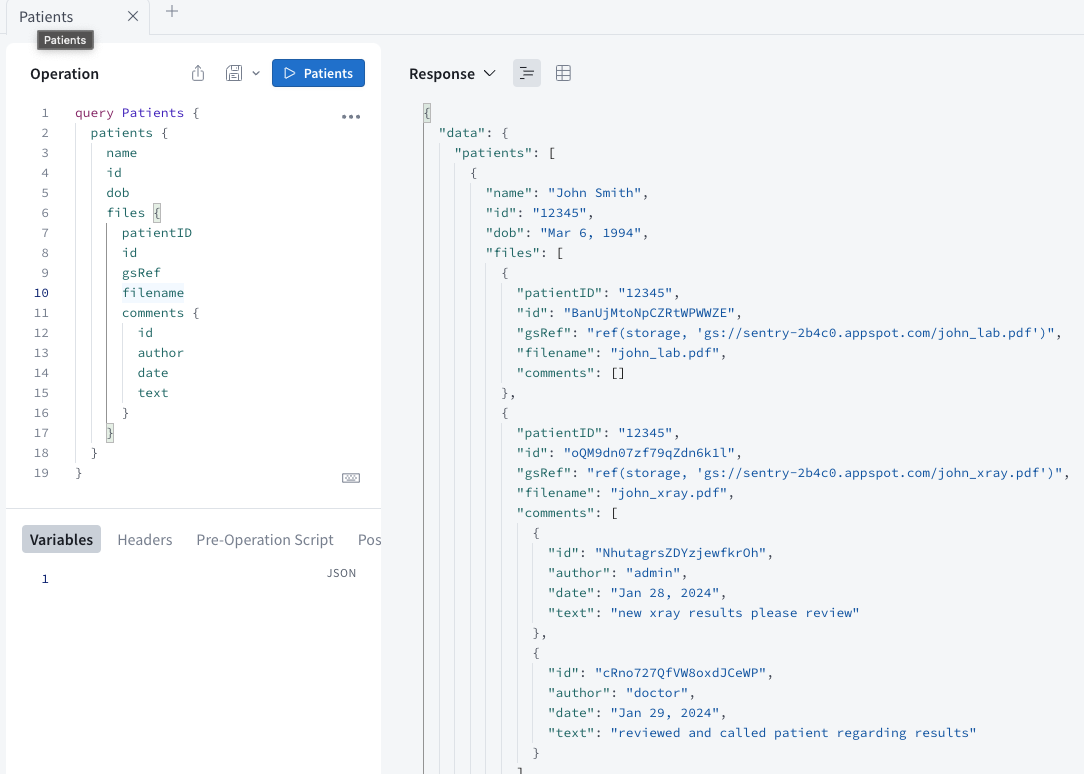 Patients
Patients
Operation
Patients
1 query Patients {
2 patients {
3 name
4 id
5 dob
6 files {
7 patientID
8 id
9 gsRef
10 filename
11 comments {
12 id
13 author
14 date
15 text
16 }
17 }
18 }
19 }
Variables Headers Pre-Operation Script Pos
1 JSON
Response
{
"data": {
"patients": [
{
"name": "John Smith",
"id": "12345",
"dob": "Mar 6, 1994",
"files": [
{
"patientID": "12345",
"id": "BanUjMtoNpCZRtWPWWZE",
"gsRef": "ref(storage, 'gs://sentry-2b4c0.appspot.com/john_lab.pdf')",
"filename": "john_lab.pdf",
"comments": []
},
{
"patientID": "12345",
"id": "oQM9dn07zf79qZdn6k1l",
"gsRef": "ref(storage, 'gs://sentry-2b4c0.appspot.com/john_xray.pdf')",
"filename": "john_xray.pdf",
"comments": [
{
"id": "NhutagrsZDYzjewfkrOh",
"author": "admin",
"date": "Jan 28, 2024",
"text": "new xray results please review"
},
{
"id": "cRno727QfVW8oxdJCeWP",
"author": "doctor",
"date": "Jan 29, 2024",
"text": "reviewed and called patient regarding results"
}
]